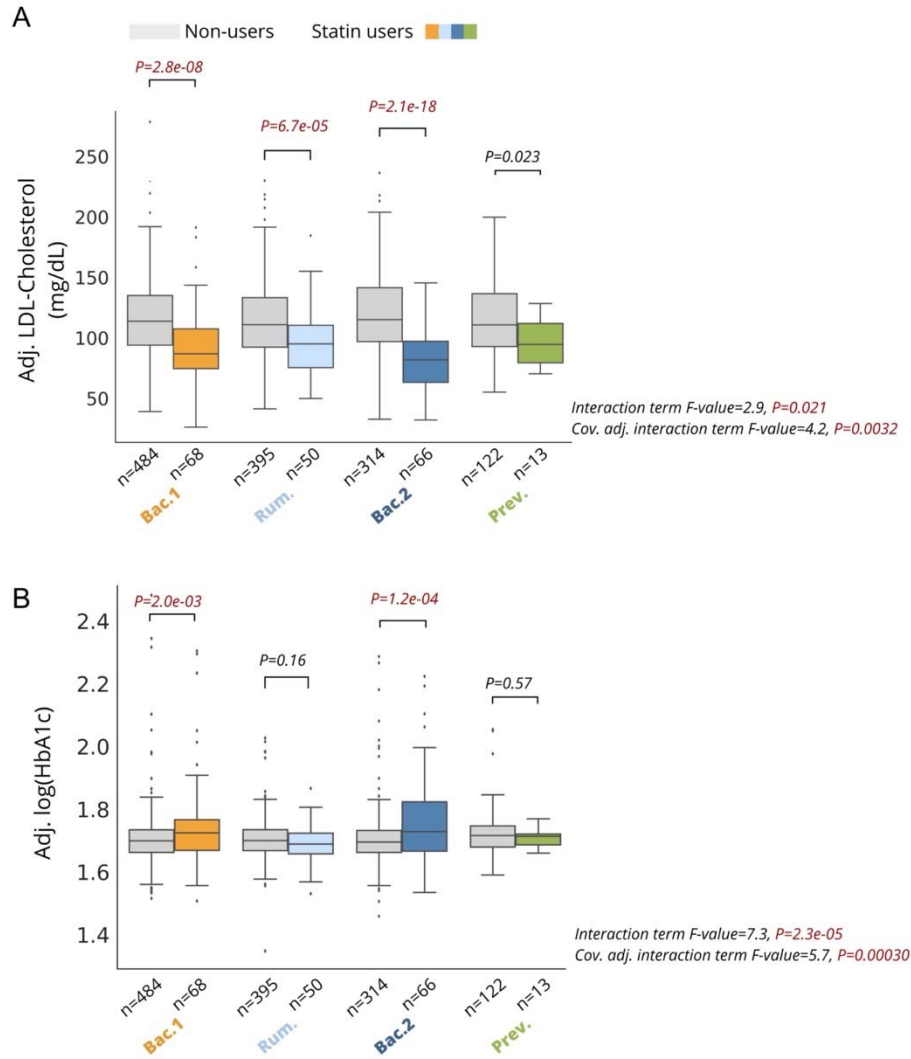 A
Non-users Statin users
P=2.8e-08
P=6.7e-05
P=2.1e-18
P=0.023
Adj. LDL-Cholesterol
(mg/dL)
250
200
150
100
50
Interaction term F-value=2.9, P=0.021
Cov. adj. interaction term F-value=4.2, P=0.0032
n=484 n=68 n=395 n=50 n=314 n=66 n=122 n=13
Bac.1 Rum. Bac.2 Prev.
B
P=2.0e-03
P=0.16
P=1.2e-04
P=0.57
Adj. log(HbA1c)
2.4
2.2
2.0
1.8
1.6
1.4
Interaction term F-value=7.3, P=2.3e-05
Cov. adj. interaction term F-value=5.7, P=0.00030
n=484 n=68 n=395 n=50 n=314 n=66 n=122 n=13
Bac.1 Rum. Bac.2 Prev.